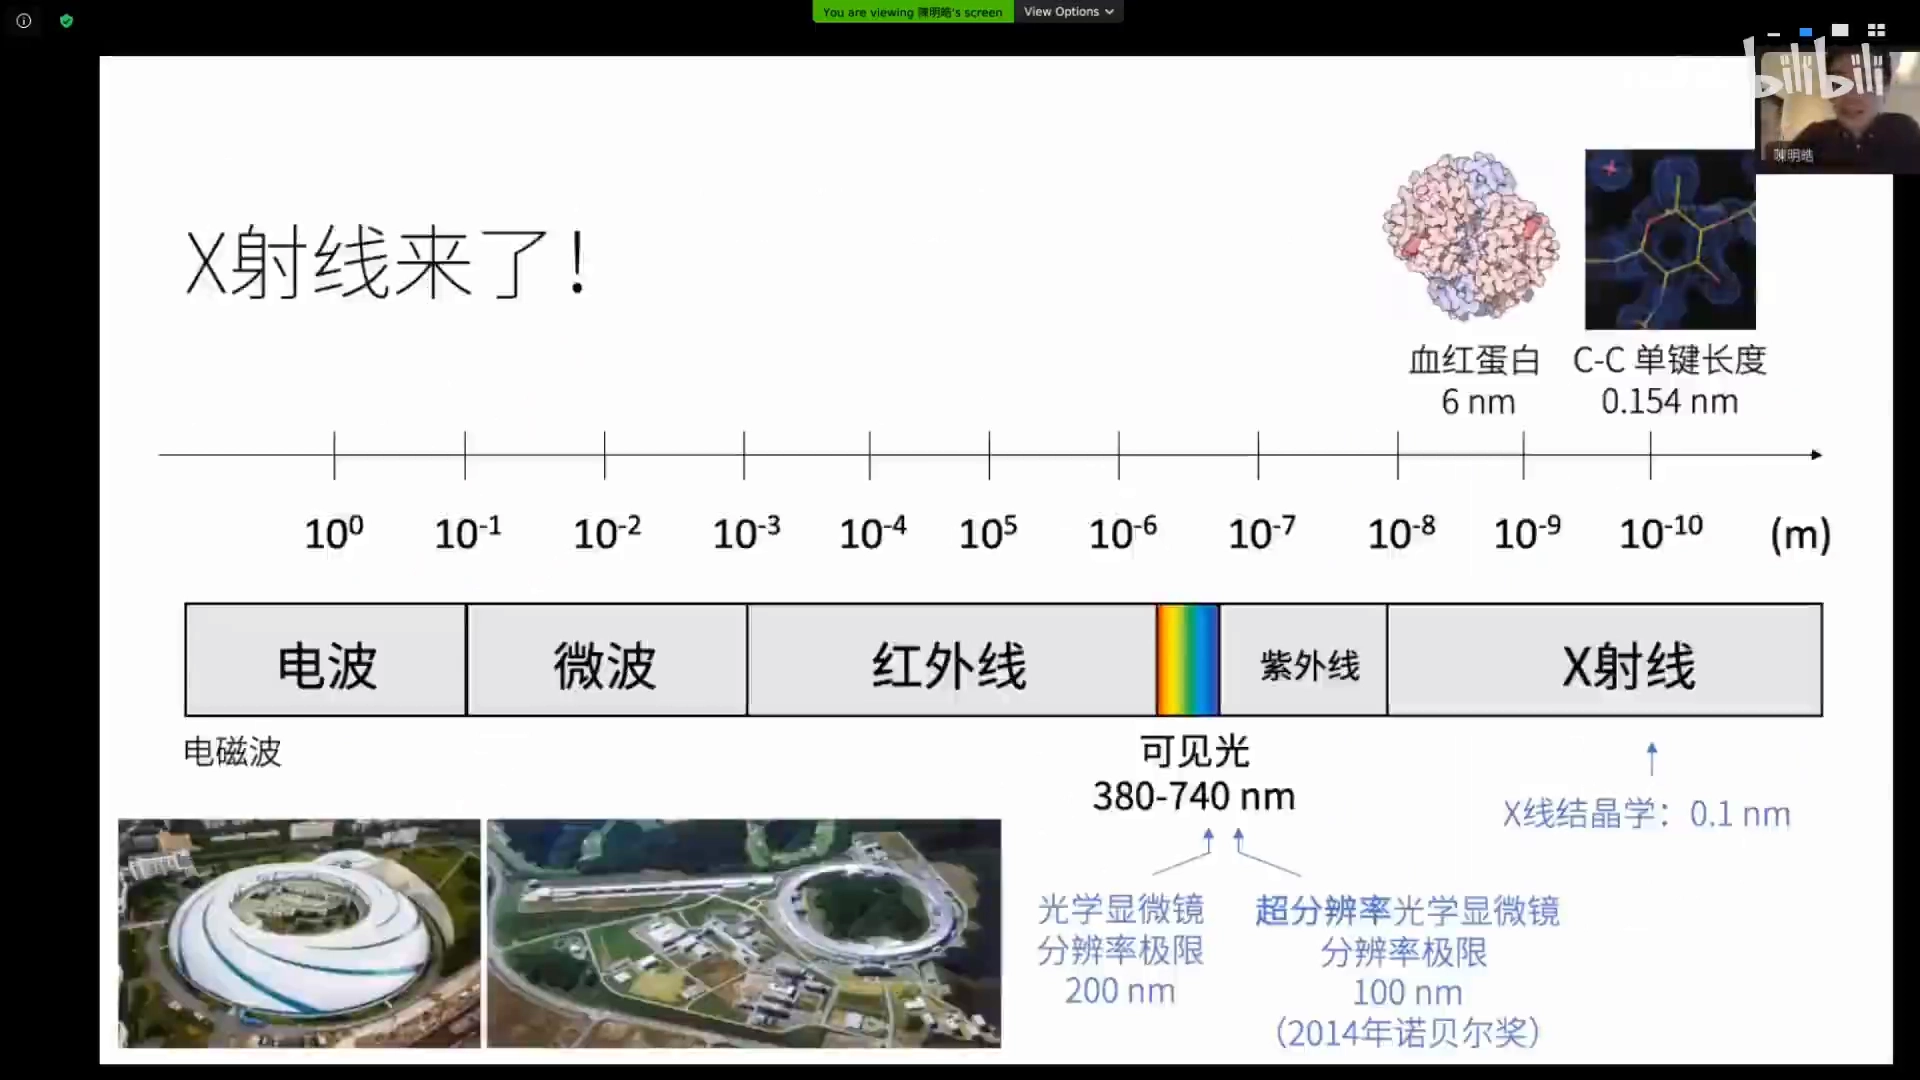 You are viewing 陳明皓's screen
View Options
bilibili
陳明皓
X射线来了！
血红蛋白
6 nm
C-C 单键长度
0.154 nm
10⁰ 10⁻¹ 10⁻² 10⁻³ 10⁻⁴ 10⁵ 10⁻⁶ 10⁻⁷ 10⁻⁸ 10⁻⁹ 10⁻¹⁰ (m)
电波 微波 红外线 紫外线 X射线
电磁波
可见光
380-740 nm
X线结晶学：0.1 nm
光学显微镜
分辨率极限
200 nm
超分辨率光学显微镜
分辨率极限
100 nm
（2014年诺贝尔奖）